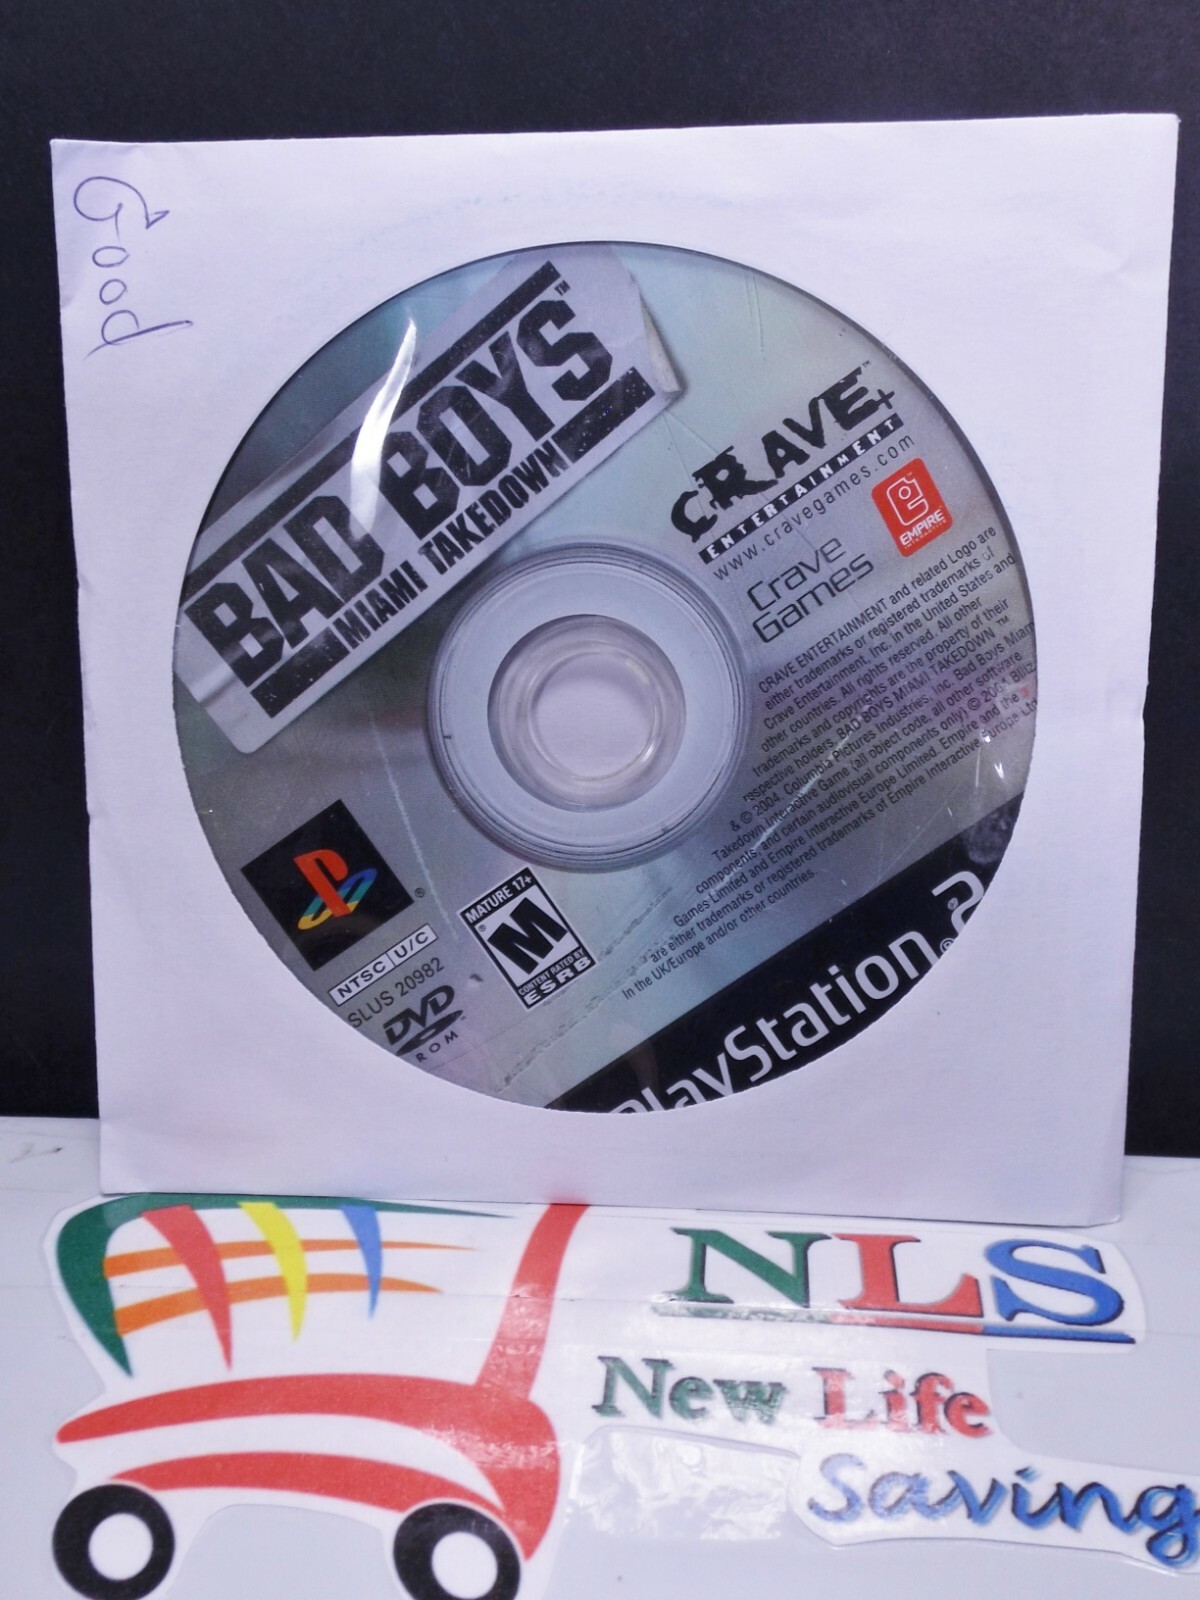 Good
BAD BOYS™
MIAMI TAKEDOWN
CRAVE™
ENTERTAINMENT
www.cravegames.com
Crave
Games
EMPIRE
INTERACTIVE
CRAVE ENTERTAINMENT and related Logo are
either trademarks or registered trademarks of
Crave Entertainment, Inc. in the United States and
other countries. All rights reserved. All other
trademarks and copyrights are the property of their
respective holders. BAD BOYS MIAMI TAKEDOWN™
& © 2004 Columbia Pictures Industries, Inc. Bad Boys Miam
Takedown Interactive Game (all object code, all other software
components, and certain audiovisual components only) © 2004 Blitz
Games Limited and Empire Interactive Europe Limited. Empire and the
are either trademarks or registered trademarks of Empire Interactive Europe Ltd
in the UK/Europe and/or other countries.
®
NTSC U/C
SLUS 20982
DVD
ROM
MATURE 17+
M
®
CONTENT RATED BY
ESRB
PlayStation®2
NLS
New Life
Saving